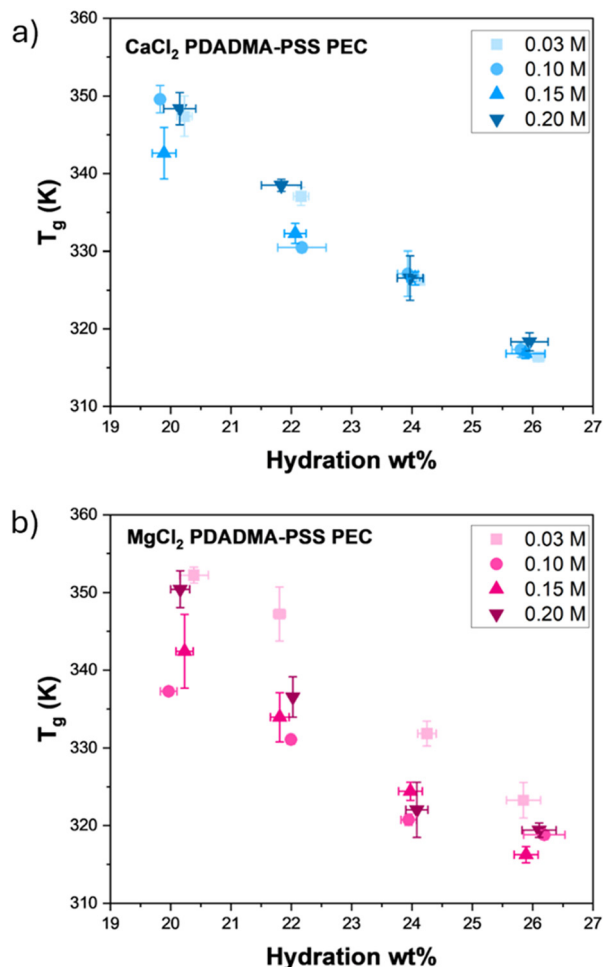 a)
CaCl₂ PDADMA-PSS PEC
0.03 M
0.10 M
0.15 M
0.20 M
360
350
340
330
320
310
Tg (K)
19 20 21 22 23 24 25 26 27
Hydration wt%
b)
MgCl₂ PDADMA-PSS PEC
0.03 M
0.10 M
0.15 M
0.20 M
360
350
340
330
320
310
Tg (K)
19 20 21 22 23 24 25 26 27
Hydration wt%